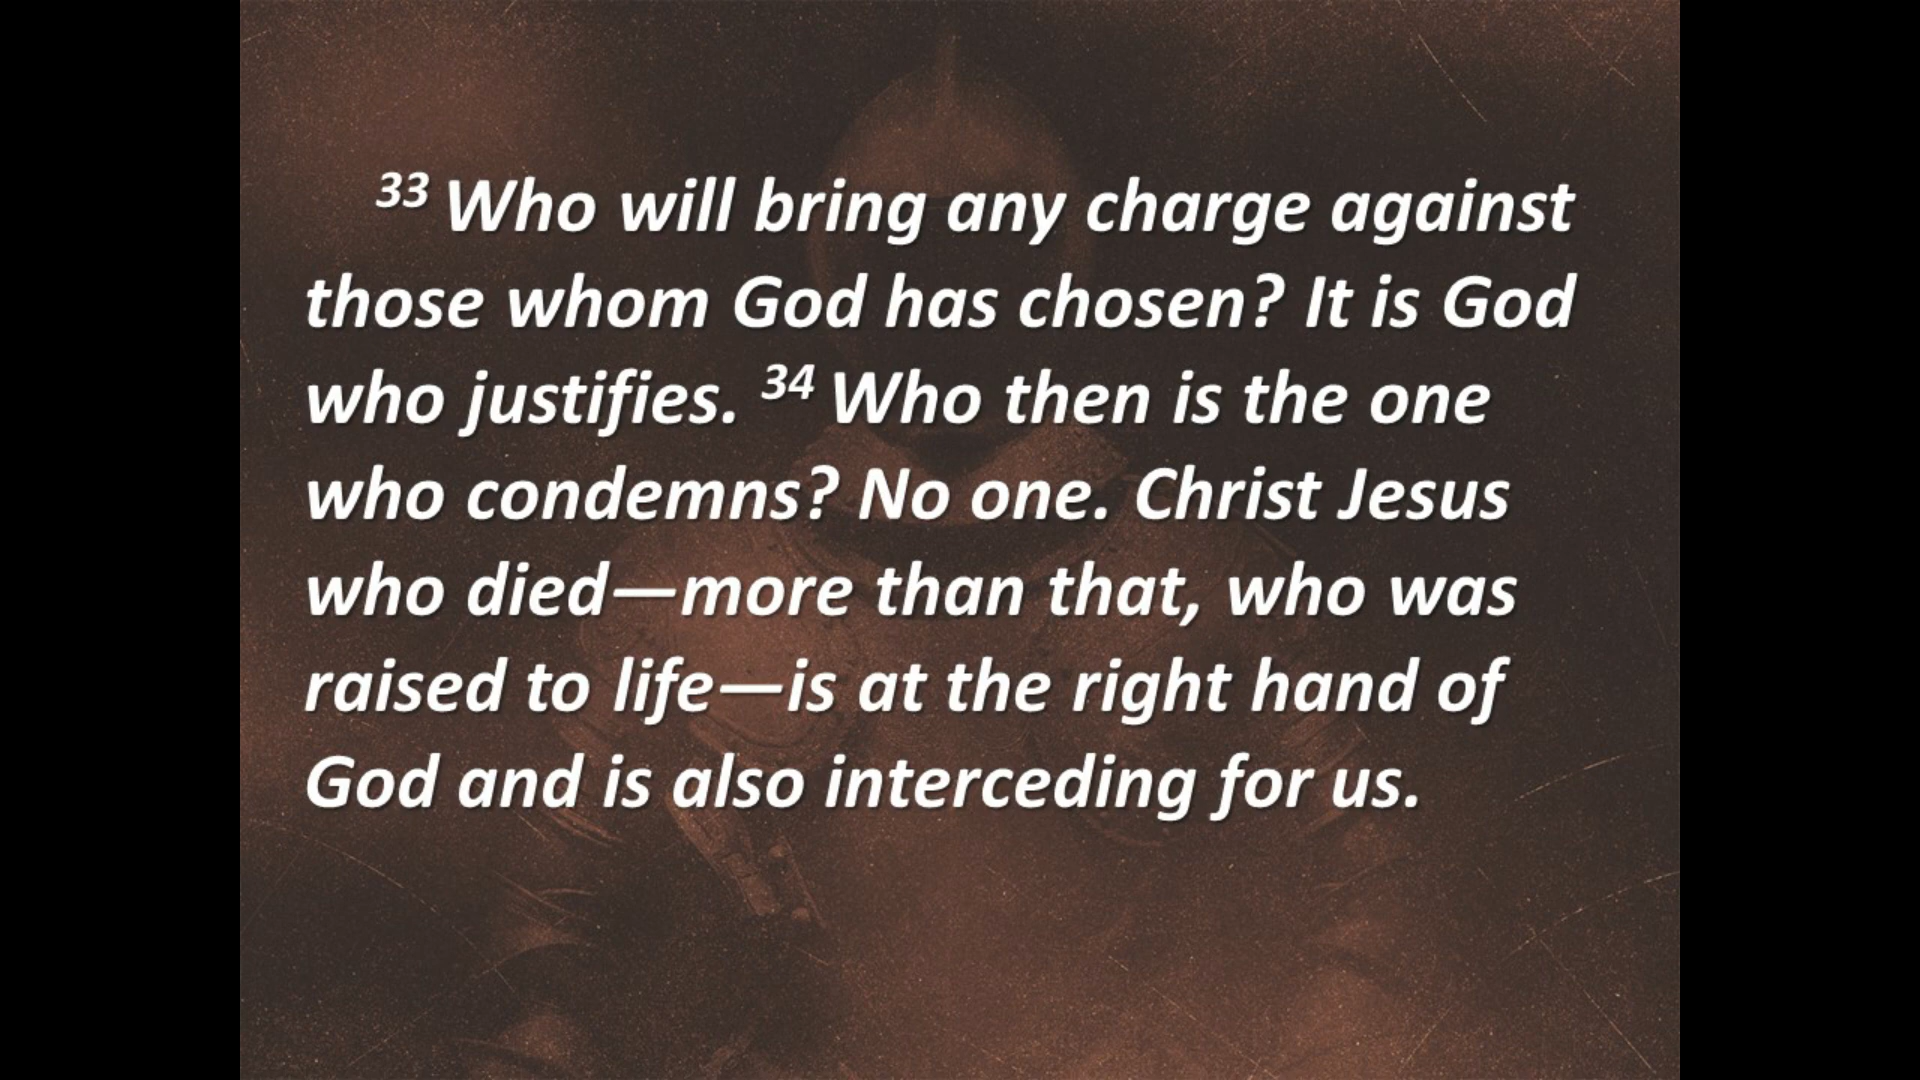 33 Who will bring any charge against
those whom God has chosen? It is God
who justifies. 34 Who then is the one
who condemns? No one. Christ Jesus
who died—more than that, who was
raised to life—is at the right hand of
God and is also interceding for us.